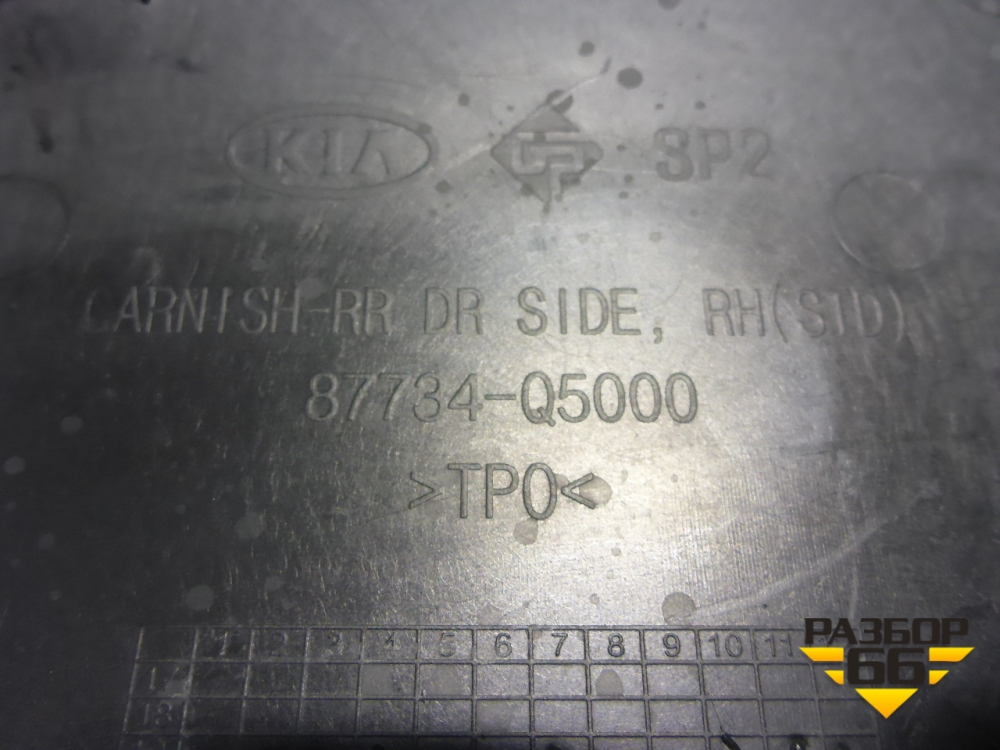 KIA SP2
GARNISH-RR DR SIDE, RH(STD)
87734-Q5000
>TPO<
1 2 3 4 5 6 7 8 9 10 11
РАЗБОР
66